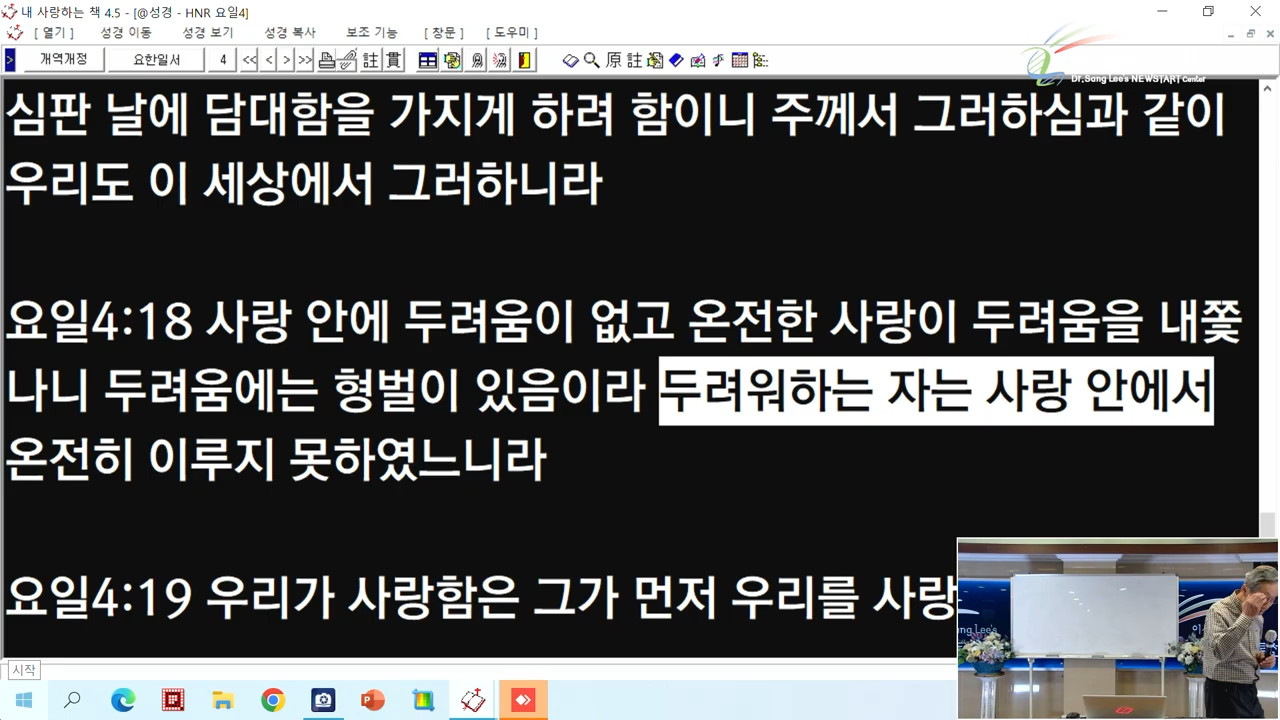 내 사랑하는 책 4.5 - [@성경 - HNR 요일4]
[ 열기 ] 성경 이동 성경 보기 성경 복사 보조 기능 [ 창문 ] [ 도우미 ]
> 개역개정 요한일서 4 << < > >> 註 貫 原 註
Dr.Sang Lee's NEWSTART Center
심판 날에 담대함을 가지게 하려 함이니 주께서 그러하심과 같이
우리도 이 세상에서 그러하니라
요일4:18 사랑 안에 두려움이 없고 온전한 사랑이 두려움을 내쫓
나니 두려움에는 형벌이 있음이라 두려워하는 자는 사랑 안에서
온전히 이루지 못하였느니라
요일4:19 우리가 사랑함은 그가 먼저 우리를 사랑
시작